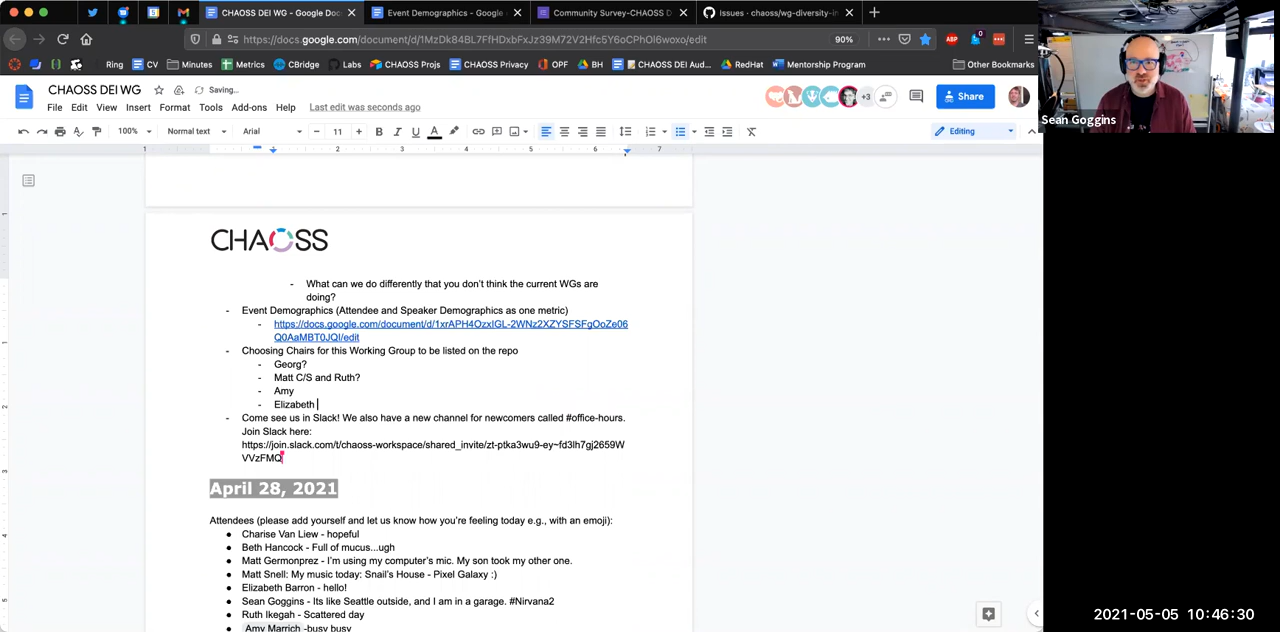 CHAOSS DEI WG - Google Doc
Event Demographics - Google
Community Survey-CHAOSS D
Issues · chaoss/wg-diversity-in
https://docs.google.com/document/d/1MzDk84BL7FfHDxbFxJz39M72V2Hfc5Y6oCPhOl6woxo/edit
90%
Ring
CV
Minutes
Metrics
CBridge
Labs
CHAOSS Projs
CHAOSS Privacy
OPF
BH
CHAOSS DEI Aud...
RedHat
Mentorship Program
Other Bookmarks
CHAOSS DEI WG
Saving...
File Edit View Insert Format Tools Add-ons Help Last edit was seconds ago
+3
Share
100%
Normal text
Arial
11
B I U A
Editing
1 2 3 4 5 6 7
CHAOSS
- What can we do differently that you don't think the current WGs are
doing?
- Event Demographics (Attendee and Speaker Demographics as one metric)
- https://docs.google.com/document/d/1xrAPH4OzxIGL-2WNz2XZYSFSFgOoZe06
Q0AaMBT0JQI/edit
- Choosing Chairs for this Working Group to be listed on the repo
- Georg?
- Matt C/S and Ruth?
- Amy
- Elizabeth
- Come see us in Slack! We also have a new channel for newcomers called #office-hours.
Join Slack here:
https://join.slack.com/t/chaoss-workspace/shared_invite/zt-ptka3wu9-ey~fd3lh7gj2659W
VVzFMQ
April 28, 2021
Attendees (please add yourself and let us know how you're feeling today e.g., with an emoji):
● Charise Van Liew - hopeful
● Beth Hancock - Full of mucus...ugh
● Matt Germonprez - I'm using my computer's mic. My son took my other one.
● Matt Snell: My music today: Snail's House - Pixel Galaxy :)
● Elizabeth Barron - hello!
● Sean Goggins - Its like Seattle outside, and I am in a garage. #Nirvana2
● Ruth Ikegah - Scattered day
● Amy Marrich -busy busy
Sean Goggins
2021-05-05 10:46:30